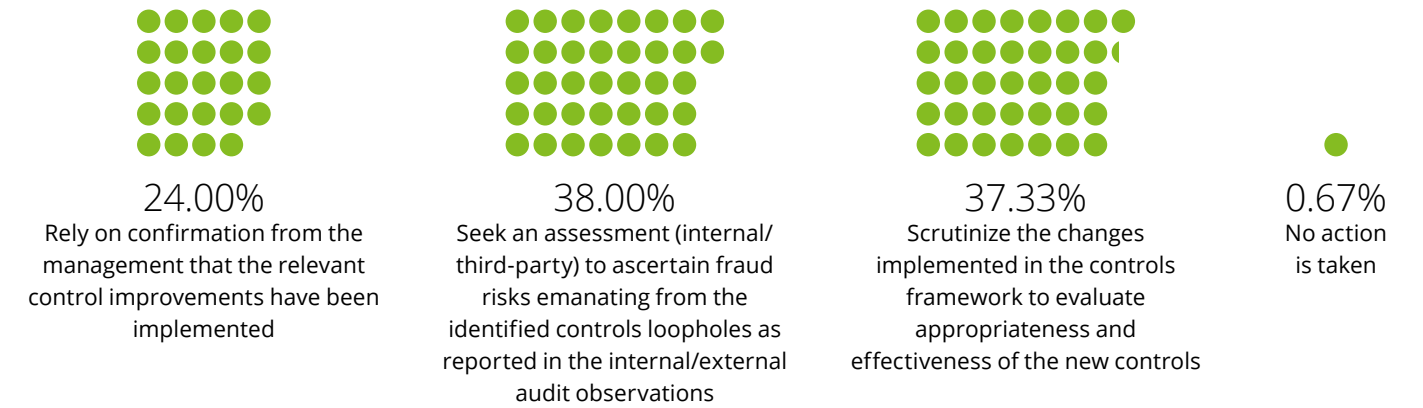 24.00%
Rely on confirmation from the
management that the relevant
control improvements have been
implemented
38.00%
Seek an assessment (internal/
third-party) to ascertain fraud
risks emanating from the
identified controls loopholes as
reported in the internal/external
audit observations
37.33%
Scrutinize the changes
implemented in the controls
framework to evaluate
appropriateness and
effectiveness of the new controls
0.67%
No action
is taken